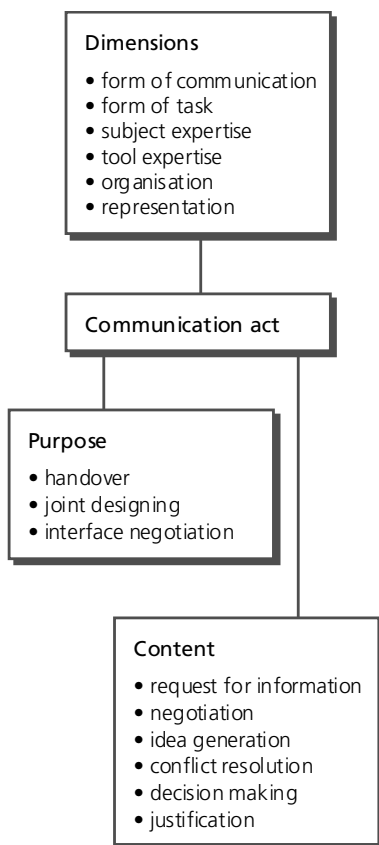 Dimensions
• form of communication
• form of task
• subject expertise
• tool expertise
• organisation
• representation
Communication act
Purpose
• handover
• joint designing
• interface negotiation
Content
• request for information
• negotiation
• idea generation
• conflict resolution
• decision making
• justification